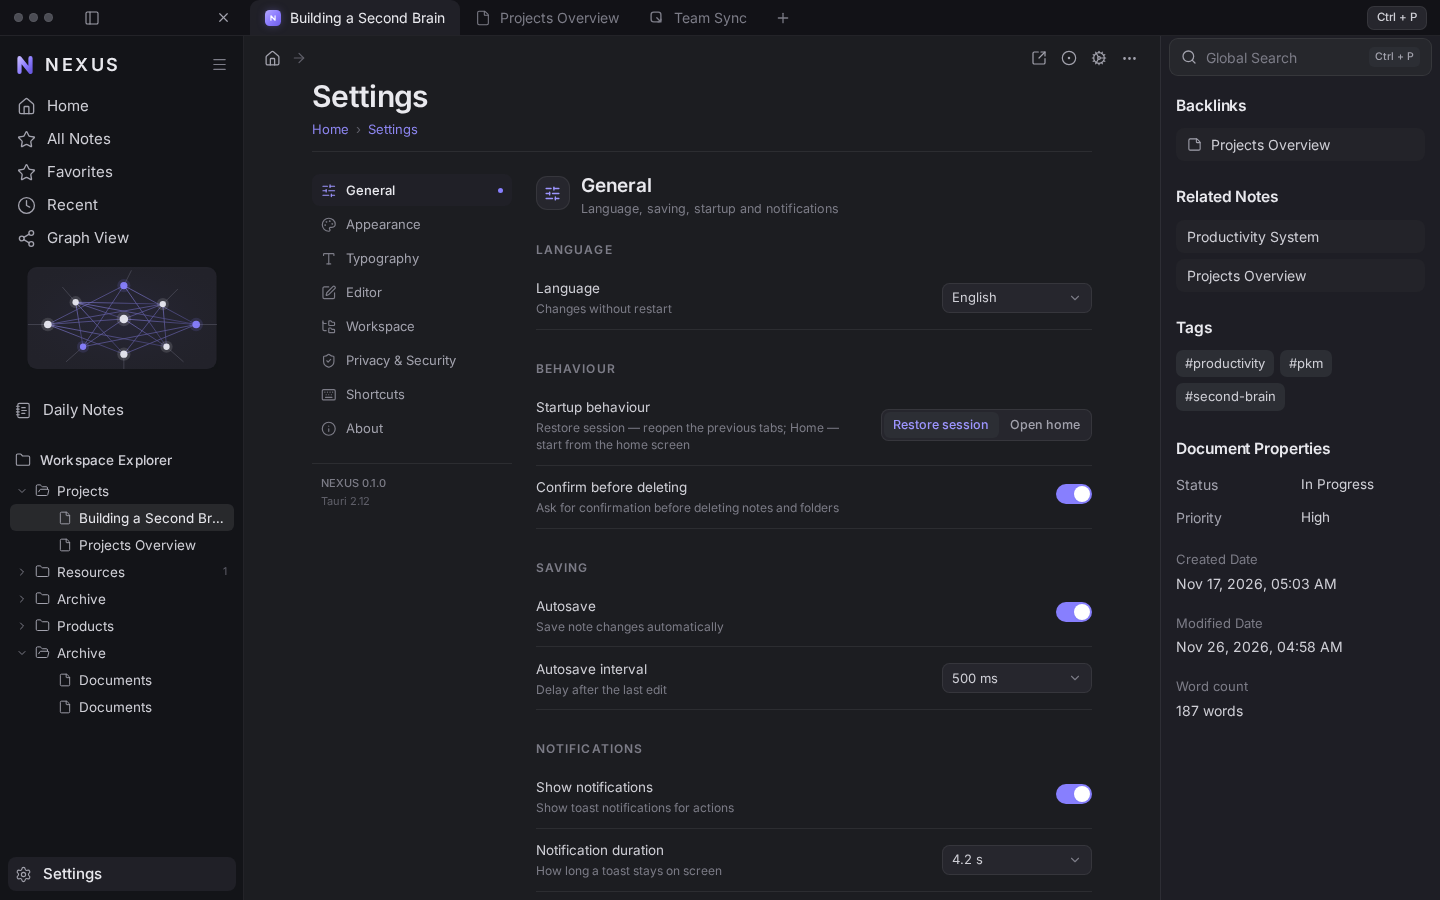 Building a Second Brain
Projects Overview
Team Sync
Ctrl + P
NEXUS
Home
All Notes
Favorites
Recent
Graph View
Daily Notes
Workspace Explorer
Projects
Building a Second Br...
Projects Overview
Resources 1
Archive
Products
Archive
Documents
Documents
Settings
Settings
Home › Settings
General
Appearance
Typography
Editor
Workspace
Privacy & Security
Shortcuts
About
NEXUS 0.1.0
Tauri 2.12
General
Language, saving, startup and notifications
LANGUAGE
Language
Changes without restart
English
BEHAVIOUR
Startup behaviour
Restore session — reopen the previous tabs; Home —
start from the home screen
Restore session Open home
Confirm before deleting
Ask for confirmation before deleting notes and folders
SAVING
Autosave
Save note changes automatically
Autosave interval
Delay after the last edit
500 ms
NOTIFICATIONS
Show notifications
Show toast notifications for actions
Notification duration
How long a toast stays on screen
4.2 s
Global Search Ctrl + P
Backlinks
Projects Overview
Related Notes
Productivity System
Projects Overview
Tags
#productivity #pkm
#second-brain
Document Properties
Status In Progress
Priority High
Created Date
Nov 17, 2026, 05:03 AM
Modified Date
Nov 26, 2026, 04:58 AM
Word count
187 words